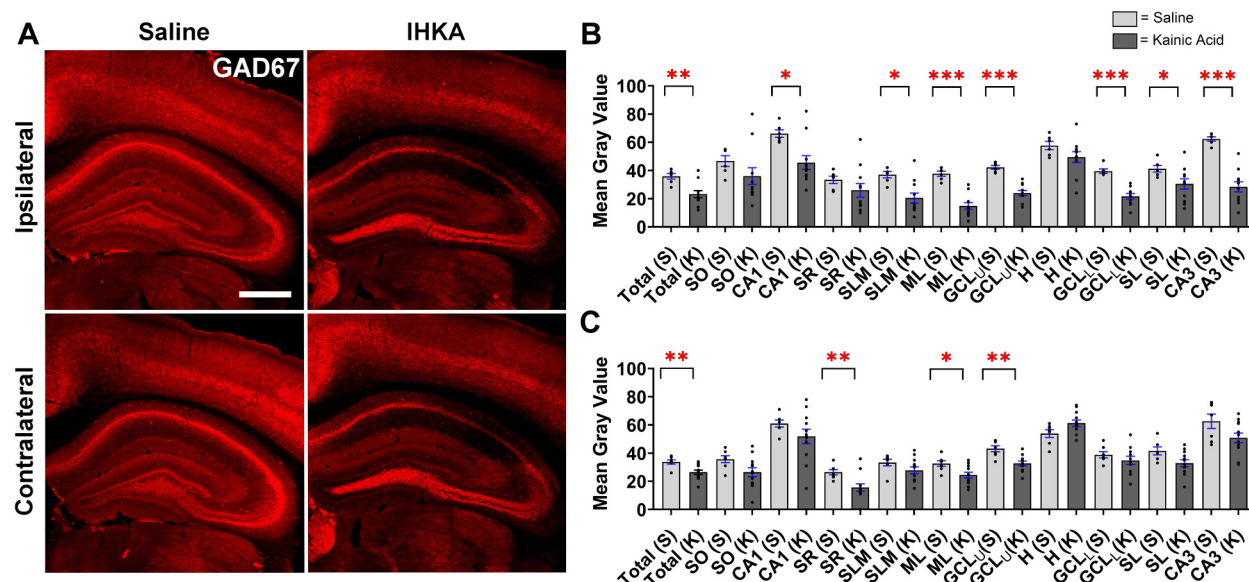 A
Saline
IHKA
GAD67
Ipsilateral
Contralateral
B
= Saline
= Kainic Acid
** * * *** *** *** * ***
Mean Gray Value
100
80
60
40
20
0
Total (S) Total (K) SO (S) SO (K) CA1 (S) CA1 (K) SR (S) SR (K) SLM (S) SLM (K) ML (S) ML (K) GCLU(S) GCLU(K) H (S) H (K) GCLL(S) GCLL(K) SL (S) SL (K) CA3 (S) CA3 (K)
C
** ** * **
Mean Gray Value
100
80
60
40
20
0
Total (S) Total (K) SO (S) SO (K) CA1 (S) CA1 (K) SR (S) SR (K) SLM (S) SLM (K) ML (S) ML (K) GCLU(S) GCLU(K) H (S) H (K) GCLL(S) GCLL(K) SL (S) SL (K) CA3 (S) CA3 (K)